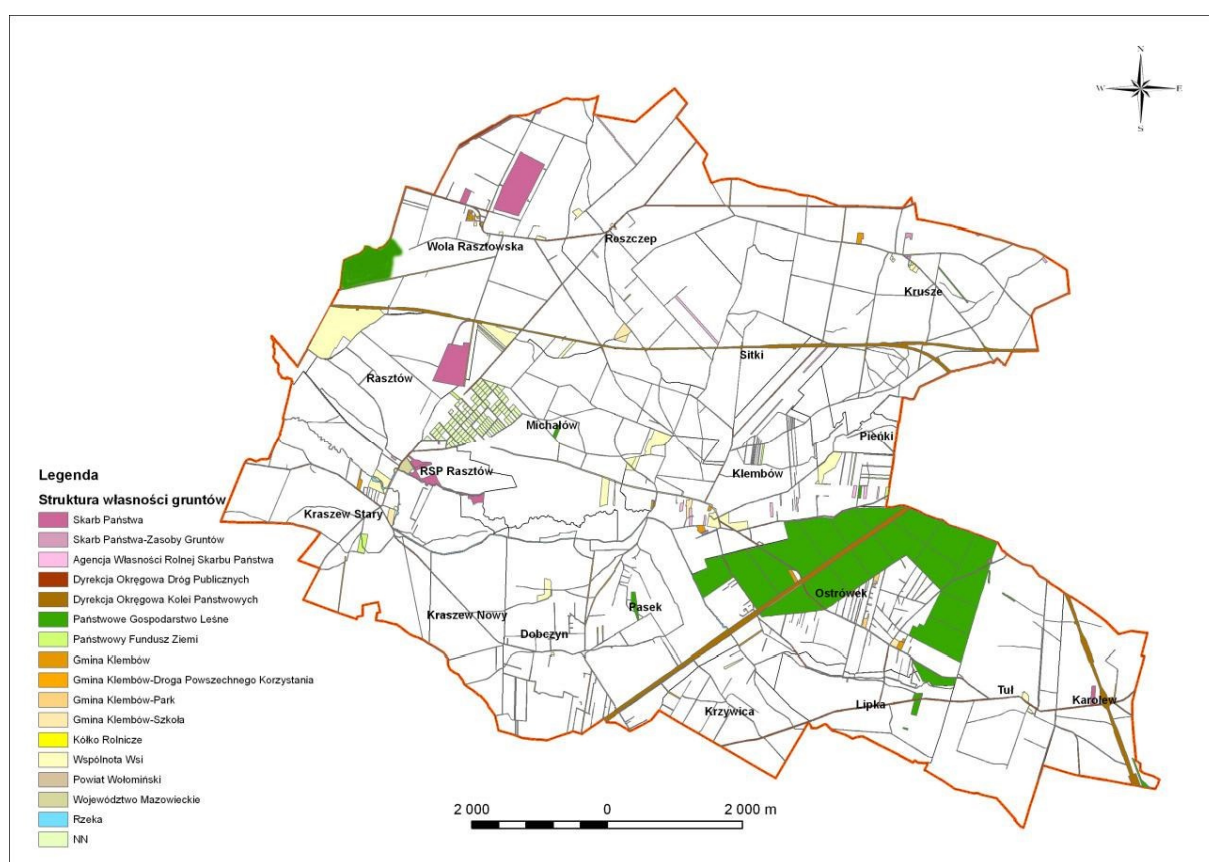 N
W E
S
Wola Rasztowska
Roszczep
Krusze
Sitki
Rasztów
Michałów
Pieńki
RSP Rasztów
Klembów
Kraszew Stary
Ostrówek
Kraszew Nowy
Pasek
Dobczyn
Krzywica
Lipka
Tuł
Karolew
Legenda
Struktura własności gruntów
Skarb Państwa
Skarb Państwa-Zasoby Gruntów
Agencja Własności Rolnej Skarbu Państwa
Dyrekcja Okręgowa Dróg Publicznych
Dyrekcja Okręgowa Kolei Państwowych
Państwowe Gospodarstwo Leśne
Państwowy Fundusz Ziemi
Gmina Klembów
Gmina Klembów-Droga Powszechnego Korzystania
Gmina Klembów-Park
Gmina Klembów-Szkoła
Kółko Rolnicze
Wspólnota Wsi
Powiat Wołomiński
Województwo Mazowieckie
Rzeka
NN
2 000 0 2 000 m